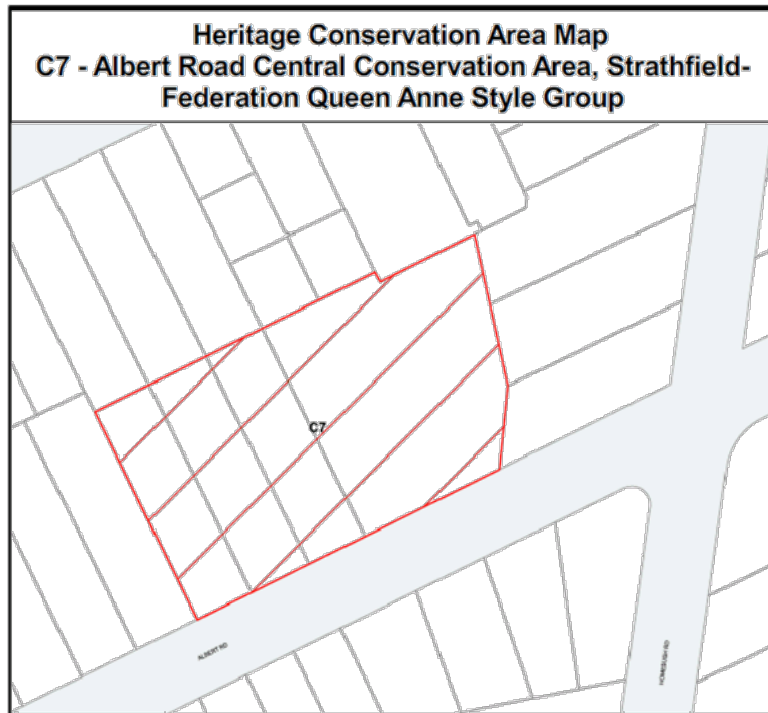 Heritage Conservation Area Map
C7 - Albert Road Central Conservation Area, Strathfield-
Federation Queen Anne Style Group
C7
ALBERT RD
HOMEBUSH RD